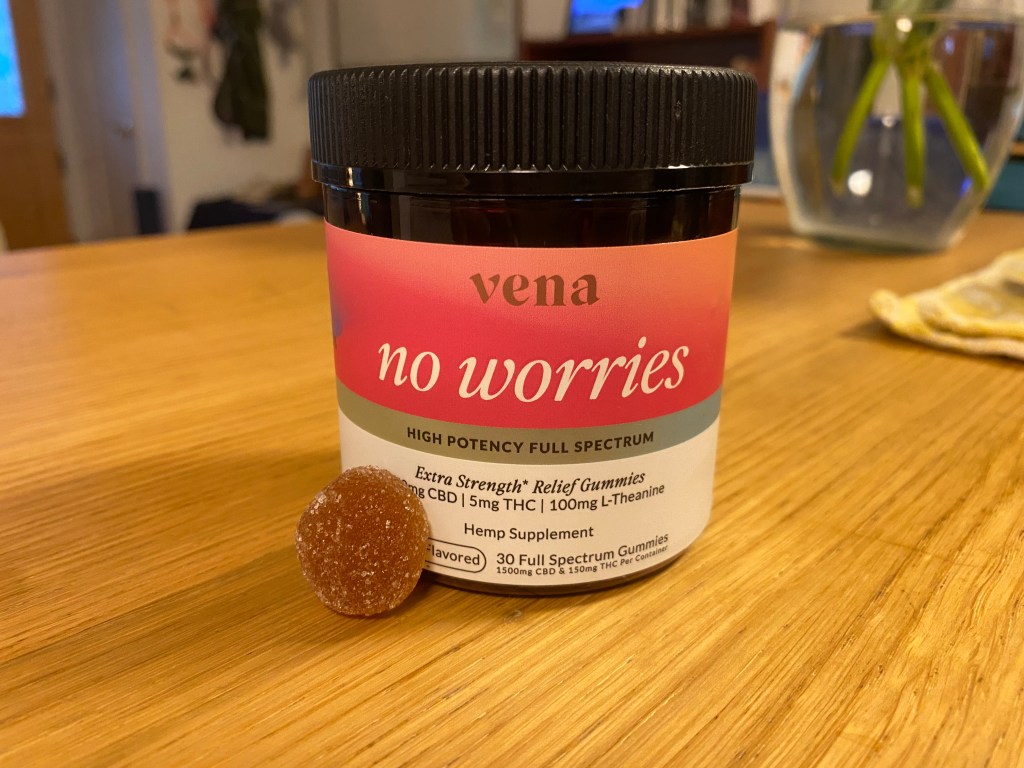 vena
no worries
HIGH POTENCY FULL SPECTRUM
Extra Strength* Relief Gummies
mg CBD | 5mg THC | 100mg L-Theanine
Hemp Supplement
Flavored
30 Full Spectrum Gummies
1500mg CBD & 150mg THC Per Container